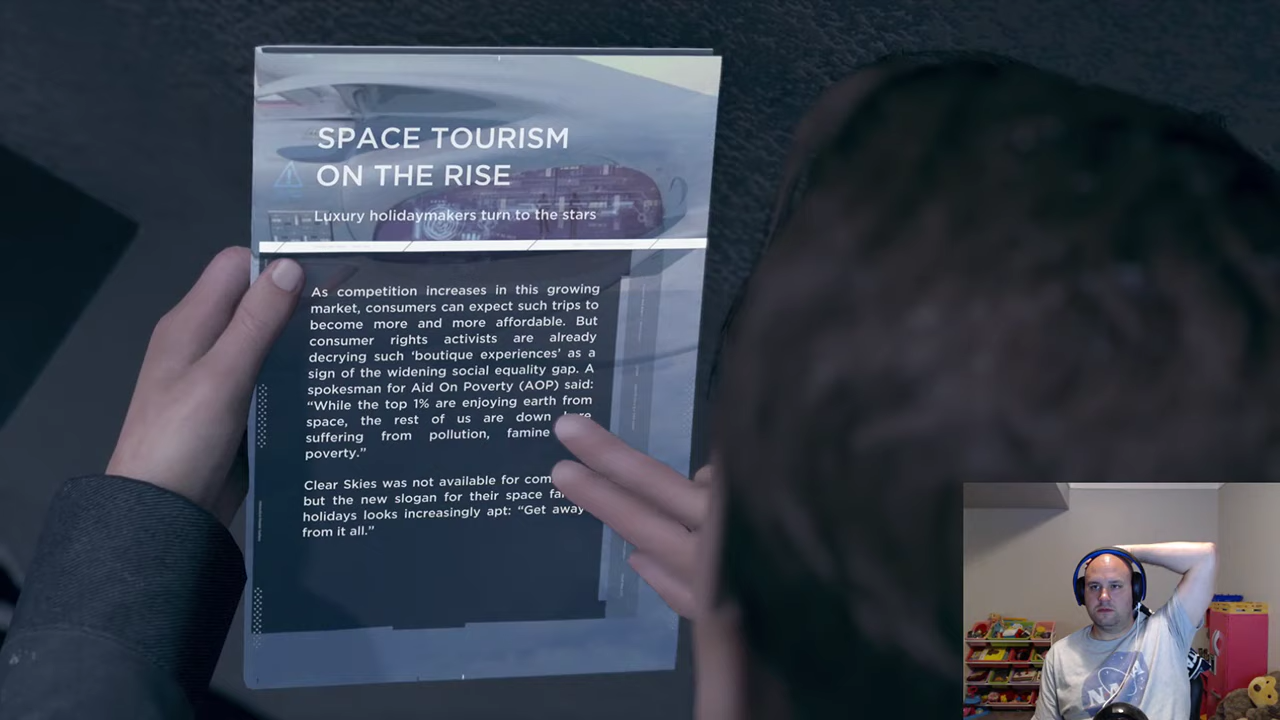 SPACE TOURISM
ON THE RISE
Luxury holidaymakers turn to the stars
As competition increases in this growing
market, consumers can expect such trips to
become more and more affordable. But
consumer rights activists are already
decrying such ‘boutique experiences’ as a
sign of the widening social equality gap. A
spokesman for Aid On Poverty (AOP) said:
“While the top 1% are enjoying earth from
space, the rest of us are down
suffering from pollution, famine
poverty.”
Clear Skies was not available for
but the new slogan for their space
holidays looks increasingly apt: “Get away
from it all.”
NASA